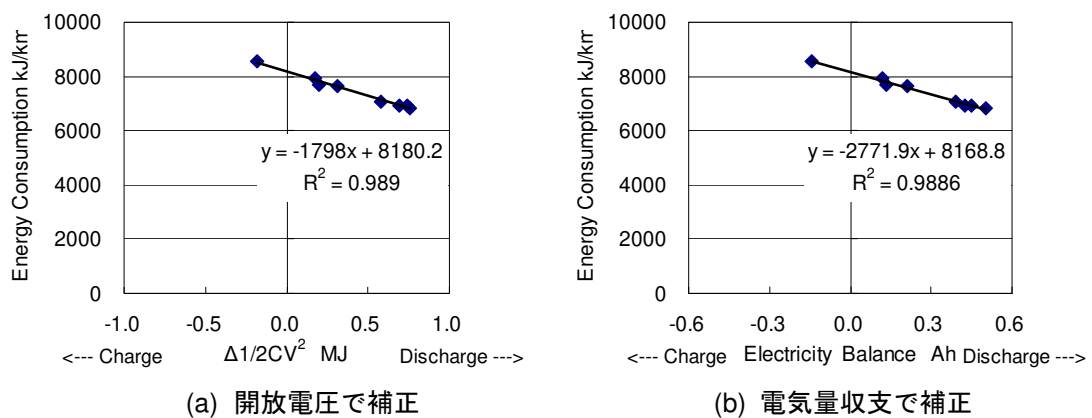 Energy Consumption kJ/km
10000
8000
6000
4000
2000
0
y = -1798x + 8180.2
R² = 0.989
-1.0 -0.5 0.0 0.5 1.0
<--- Charge Δ1/2CV² MJ Discharge --->
(a) 開放電圧で補正
Energy Consumption kJ/km
10000
8000
6000
4000
2000
0
y = -2771.9x + 8168.8
R² = 0.9886
-0.6 -0.3 0.0 0.3 0.6
<--- Charge Electricity Balance Ah Discharge --->
(b) 電気量収支で補正